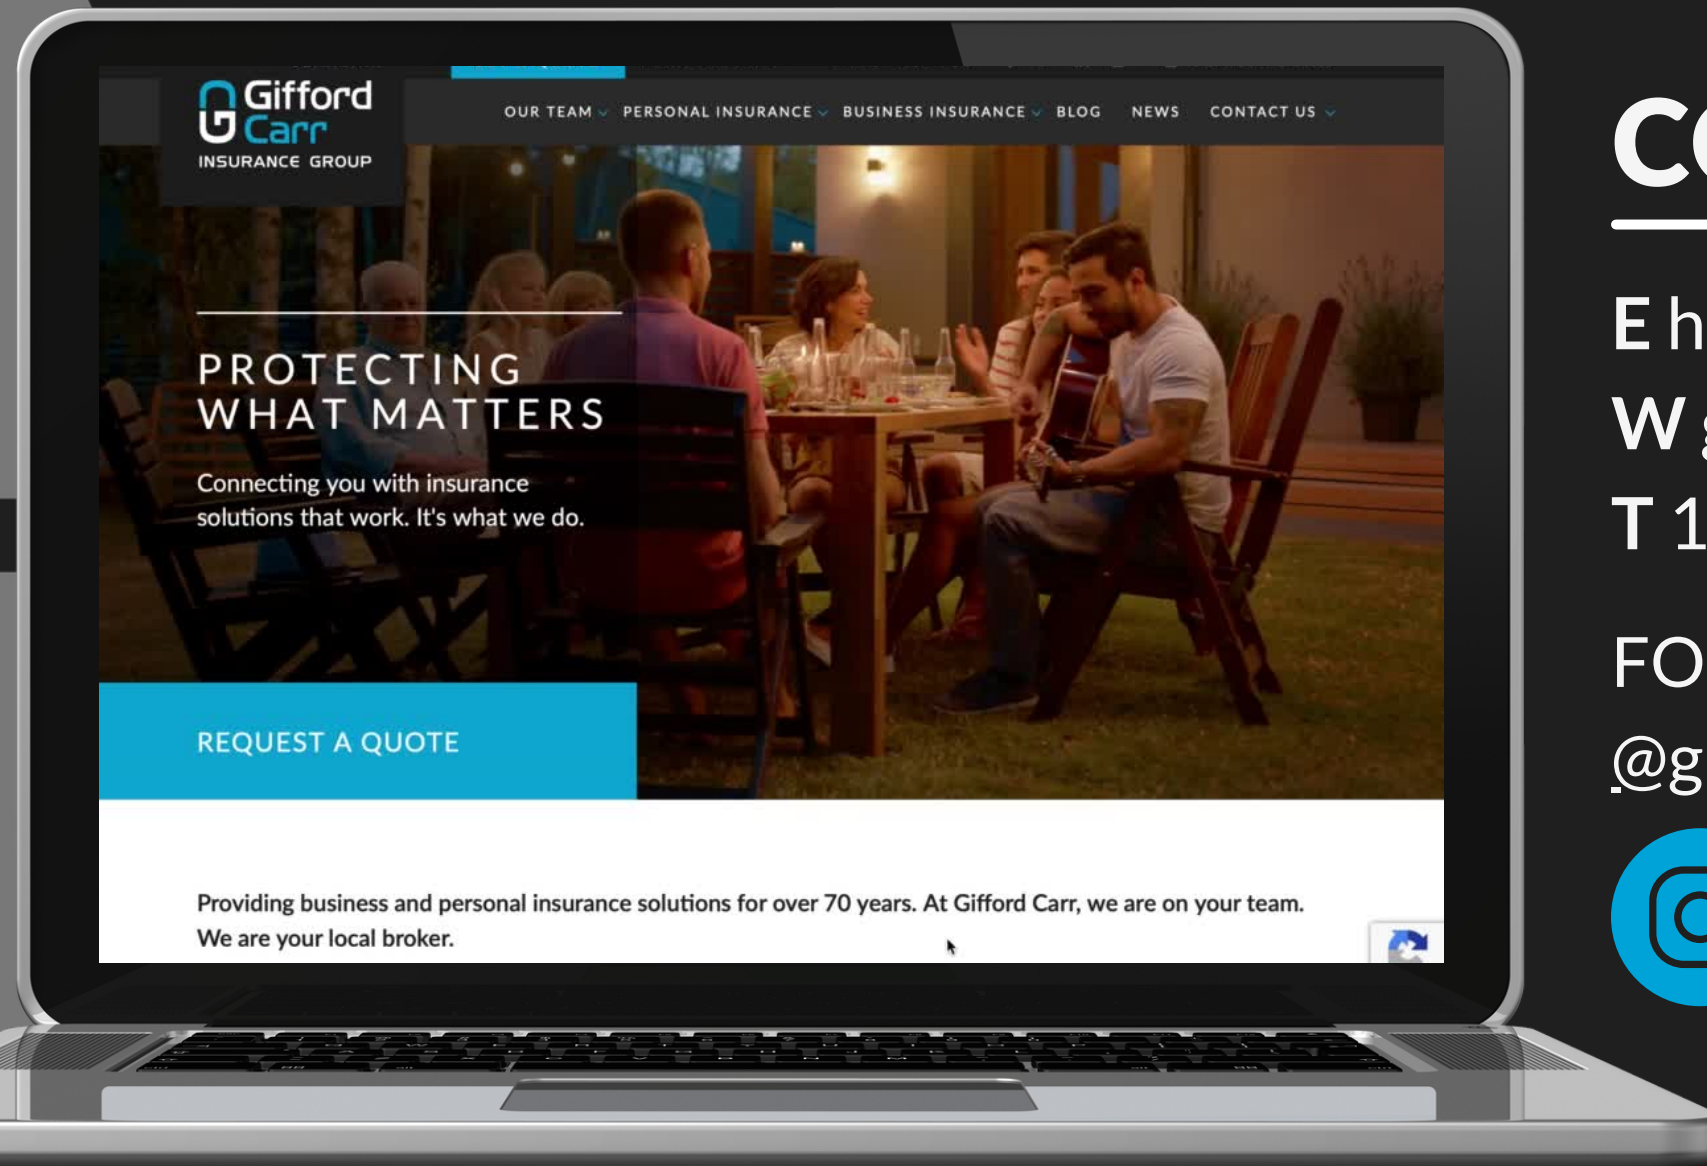 Gifford
Carr
INSURANCE GROUP
OUR TEAM
PERSONAL INSURANCE
BUSINESS INSURANCE
BLOG
NEWS
CONTACT US
PROTECTING
WHAT MATTERS
Connecting you with insurance
solutions that work. It's what we do.
REQUEST A QUOTE
Providing business and personal insurance solutions for over 70 years. At Gifford Carr, we are on your team.
We are your local broker.
E h
W g
T 1
FO
@g